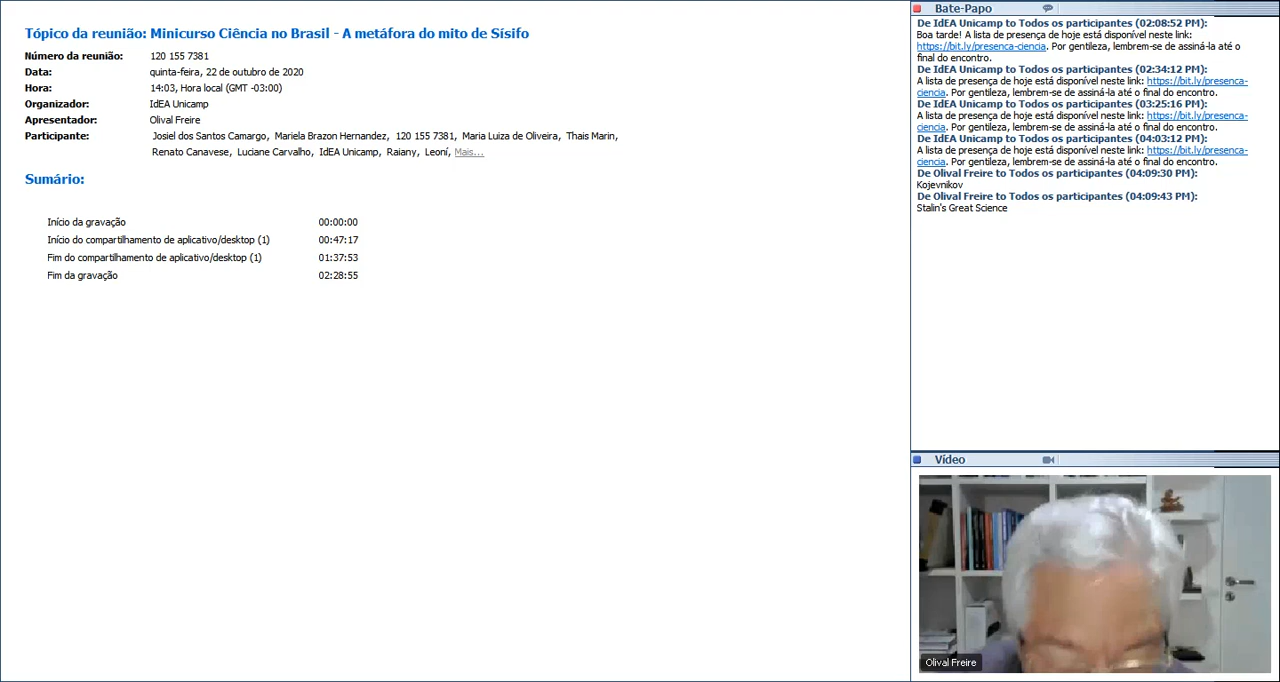 Tópico da reunião: Minicurso Ciência no Brasil - A metáfora do mito de Sísifo
Número da reunião: 120 155 7381
Data: quinta-feira, 22 de outubro de 2020
Hora: 14:03, Hora local (GMT -03:00)
Organizador: IdEA Unicamp
Apresentador: Olival Freire
Participante: Josiel dos Santos Camargo, Mariela Brazon Hernandez, 120 155 7381, Maria Luiza de Oliveira, Thais Marin,
Renato Canavese, Luciane Carvalho, IdEA Unicamp, Raiany, Leoní, Mais...
Sumário:
Início da gravação 00:00:00
Início do compartilhamento de aplicativo/desktop (1) 00:47:17
Fim do compartilhamento de aplicativo/desktop (1) 01:37:53
Fim da gravação 02:28:55
Bate-Papo
De IdEA Unicamp to Todos os participantes (02:08:52 PM):
Boa tarde! A lista de presença de hoje está disponível neste link:
https://bit.ly/presenca-ciencia. Por gentileza, lembrem-se de assiná-la até o
final do encontro.
De IdEA Unicamp to Todos os participantes (02:34:12 PM):
A lista de presença de hoje está disponível neste link: https://bit.ly/presenca-
ciencia. Por gentileza, lembrem-se de assiná-la até o final do encontro.
De IdEA Unicamp to Todos os participantes (03:25:16 PM):
A lista de presença de hoje está disponível neste link: https://bit.ly/presenca-
ciencia. Por gentileza, lembrem-se de assiná-la até o final do encontro.
De IdEA Unicamp to Todos os participantes (04:03:12 PM):
A lista de presença de hoje está disponível neste link: https://bit.ly/presenca-
ciencia. Por gentileza, lembrem-se de assiná-la até o final do encontro.
De Olival Freire to Todos os participantes (04:09:30 PM):
Kojevnikov
De Olival Freire to Todos os participantes (04:09:43 PM):
Stalin's Great Science
Vídeo
Olival Freire